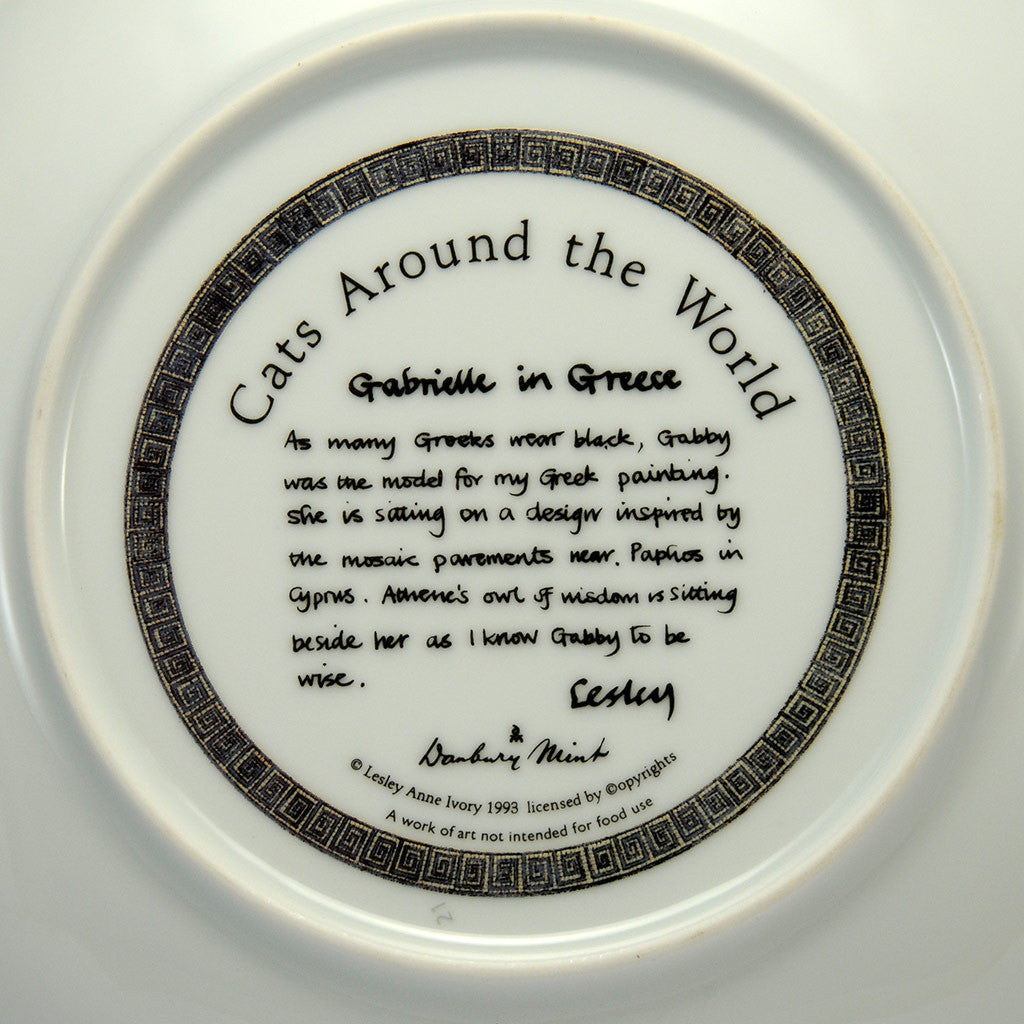 Cats Around the World
Gabrielle in Greece
As many Greeks wear black, Gabby
was the model for my Greek painting.
She is sitting on a design inspired by
the mosaic pavements near. Paphos in
Cyprus. Athene's owl of wisdom is sitting
beside her as I know Gabby to be
wise.
Lesley
Danbury Mint
© Lesley Anne Ivory 1993 licensed by ©opyrights
A work of art not intended for food use
21